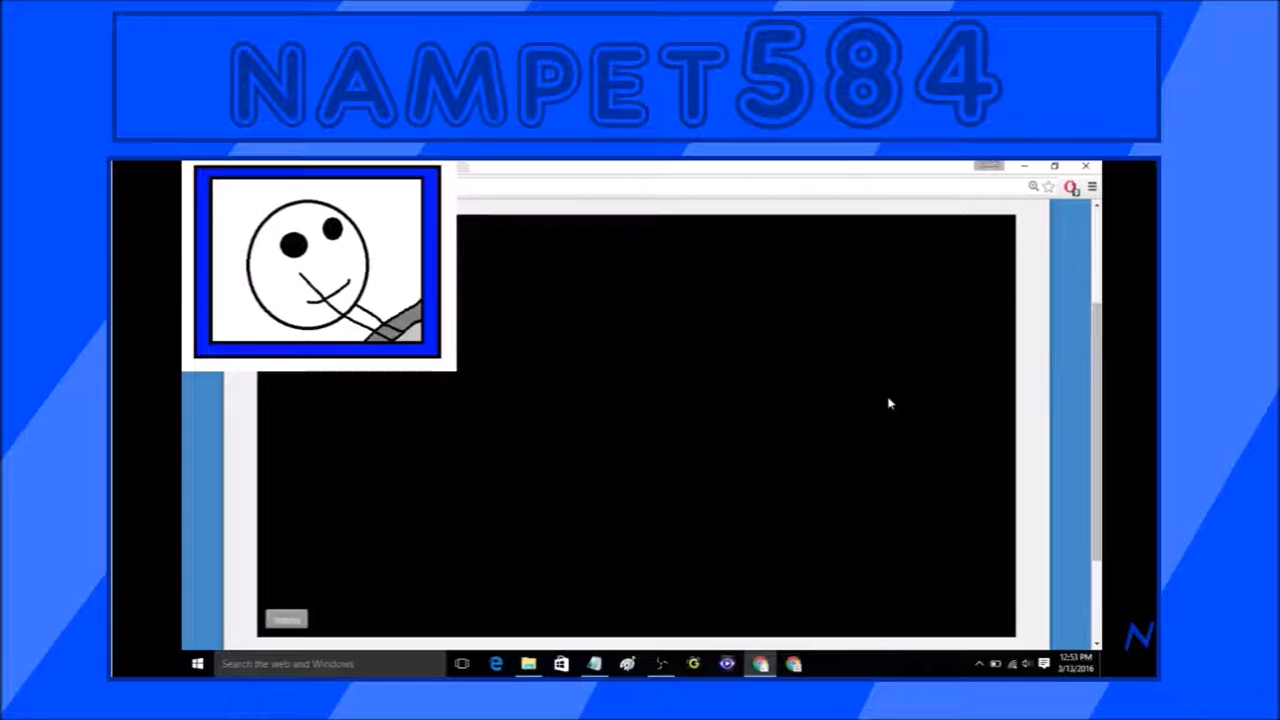 NAMPET584
Search the web and Windows
12:53 PM
3/13/2016
N